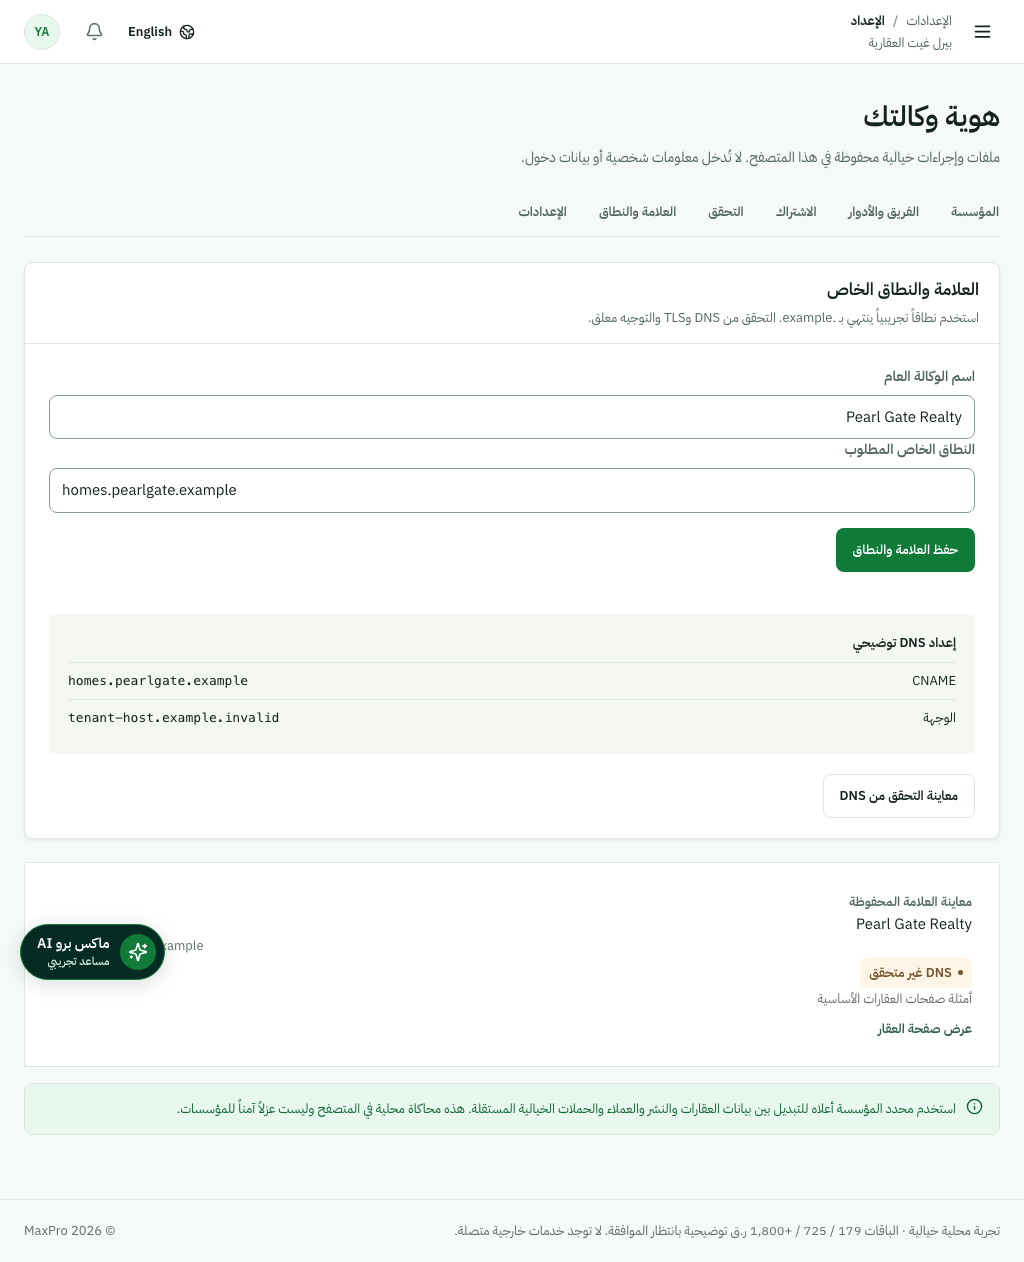 الإعدادات / الإعداد
بيرل غيت العقارية
English
YA
هوية وكالتك
ملفات وإجراءات خيالية محفوظة في هذا المتصفح. لا تُدخل معلومات شخصية أو بيانات دخول.
المؤسسة
الفريق والأدوار
الاشتراك
التحقق
العلامة والنطاق
الإعدادات
العلامة والنطاق الخاص
استخدم نطاقاً تجريبياً ينتهي بـ .example. التحقق من DNS وTLS والتوجيه معلق.
اسم الوكالة العام
Pearl Gate Realty
النطاق الخاص المطلوب
homes.pearlgate.example
حفظ العلامة والنطاق
إعداد DNS توضيحي
CNAME
homes.pearlgate.example
الوجهة
tenant-host.example.invalid
معاينة التحقق من DNS
معاينة العلامة المحفوظة
Pearl Gate Realty
DNS غير متحقق
أمثلة صفحات العقارات الأساسية
عرض صفحة العقار
ماكس برو AI
مساعد تجريبي
استخدم محدد المؤسسة أعلاه للتبديل بين بيانات العقارات والنشر والعملاء والحملات الخيالية المستقلة. هذه محاكاة محلية في المتصفح وليست عزلاً آمناً للمؤسسات.
تجربة محلية خيالية · الباقات 179 / 725 / +1,800 ر.ق توضيحية بانتظار الموافقة. لا توجد خدمات خارجية متصلة.
© 2026 MaxPro